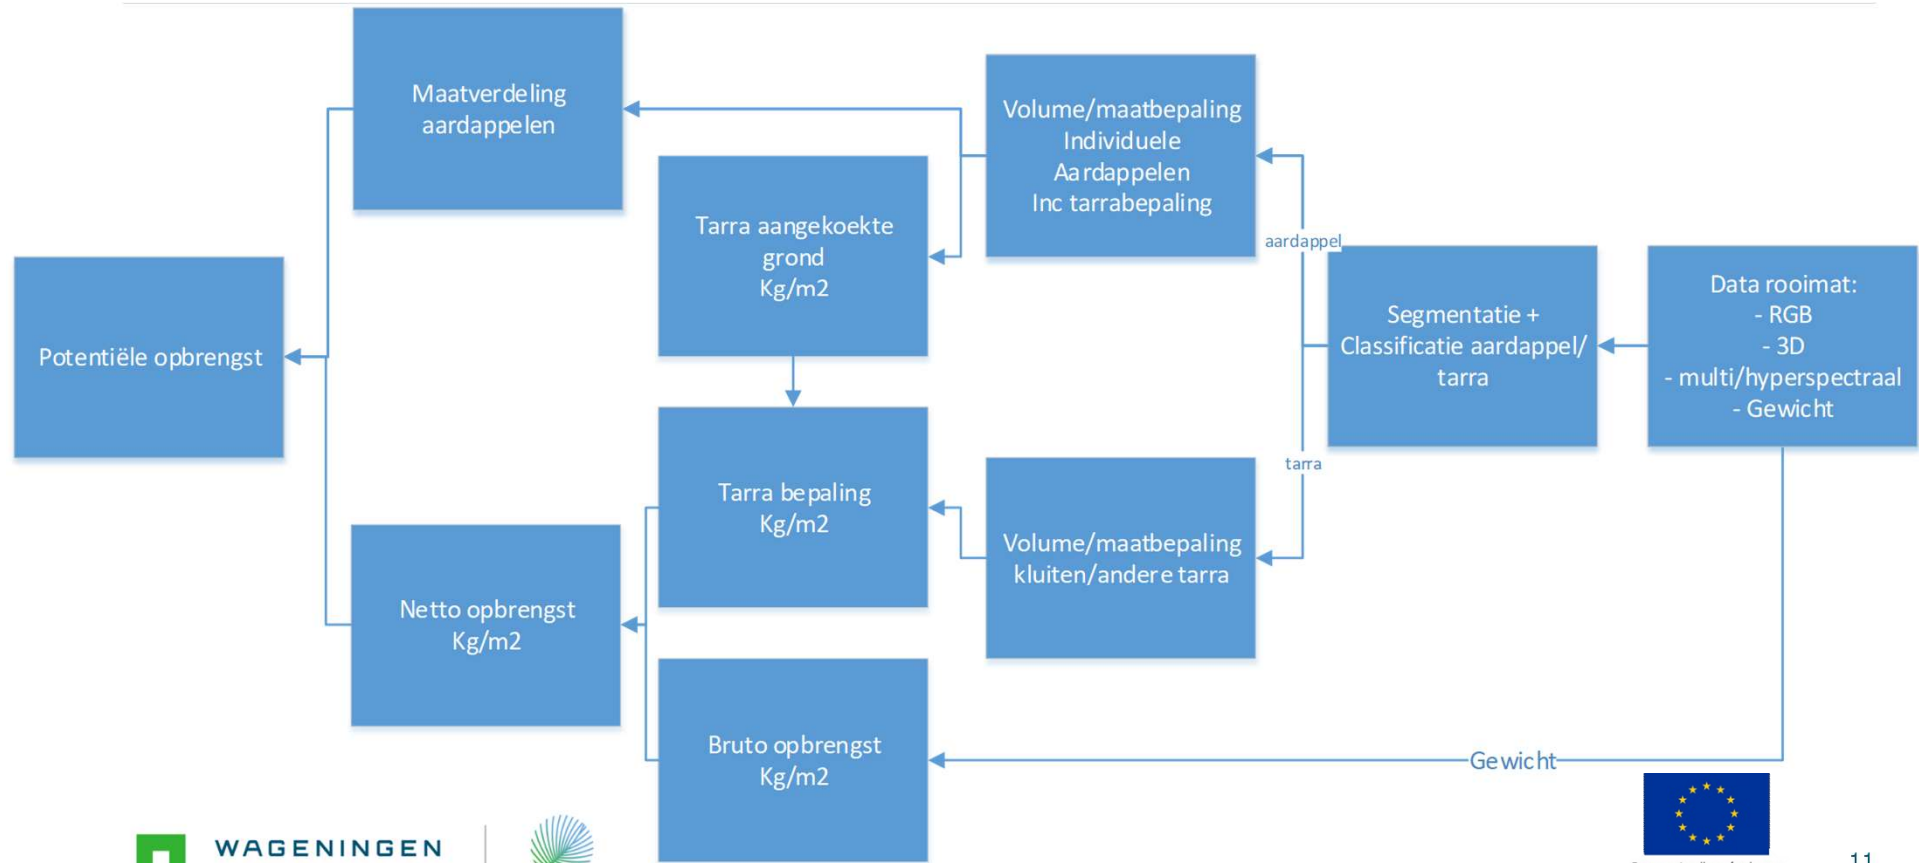 Maatverdeling
aardappelen
Volume/maatbepaling
Individuele
Aardappelen
Inc tarrabepaling
Tarra aangekoekte
grond
Kg/m2
aardappel
Data rooimat:
- RGB
- 3D
- multi/hyperspectraal
- Gewicht
Segmentatie +
Classificatie aardappel/
tarra
Potentiële opbrengst
tarra
Tarra bepaling
Kg/m2
Volume/maatbepaling
kluiten/andere tarra
Netto opbrengst
Kg/m2
Bruto opbrengst
Kg/m2
Gewicht
WAGENINGEN
11